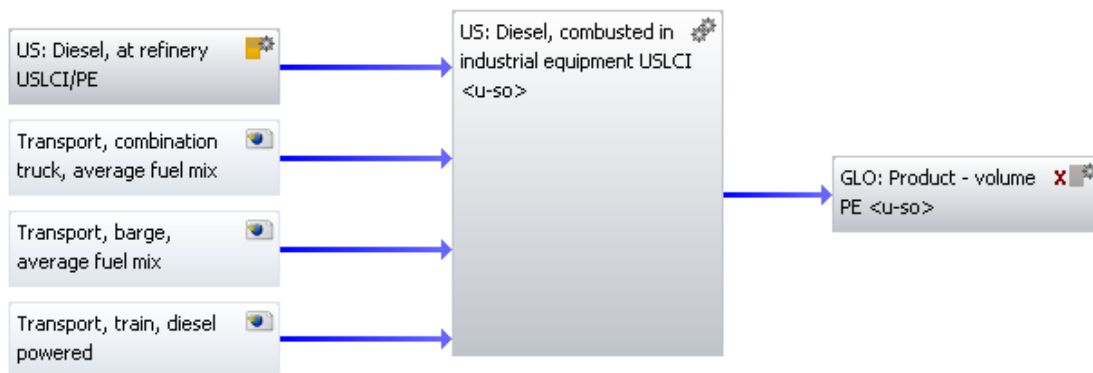 US: Diesel, at refinery
USLCI/PE
Transport, combination
truck, average fuel mix
Transport, barge,
average fuel mix
Transport, train, diesel
powered
US: Diesel, combusted in
industrial equipment USLCI
<u-so>
GLO: Product - volume X
PE <u-so>